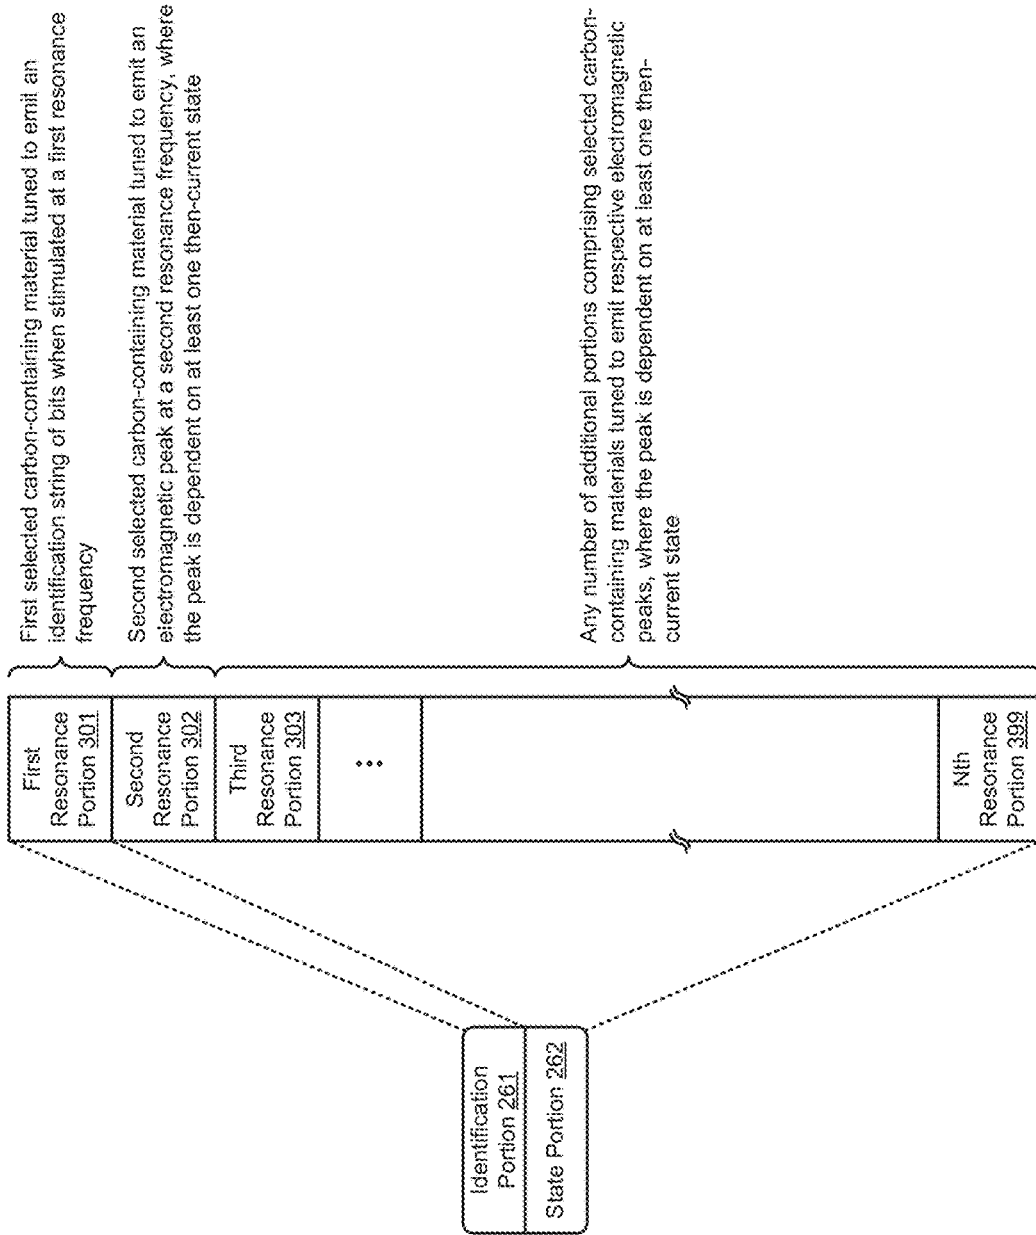 Identification
Portion 261
State Portion 262
First
Resonance
Portion 301
Second
Resonance
Portion 302
Third
Resonance
Portion 303
...
Nth
Resonance
Portion 399
First selected carbon-containing material tuned to emit an
identification string of bits when stimulated at a first resonance
frequency
Second selected carbon-containing material tuned to emit an
electromagnetic peak at a second resonance frequency, where
the peak is dependent on at least one then-current state
Any number of additional portions comprising selected carbon-
containing materials tuned to emit respective electromagnetic
peaks, where the peak is dependent on at least one then-
current state